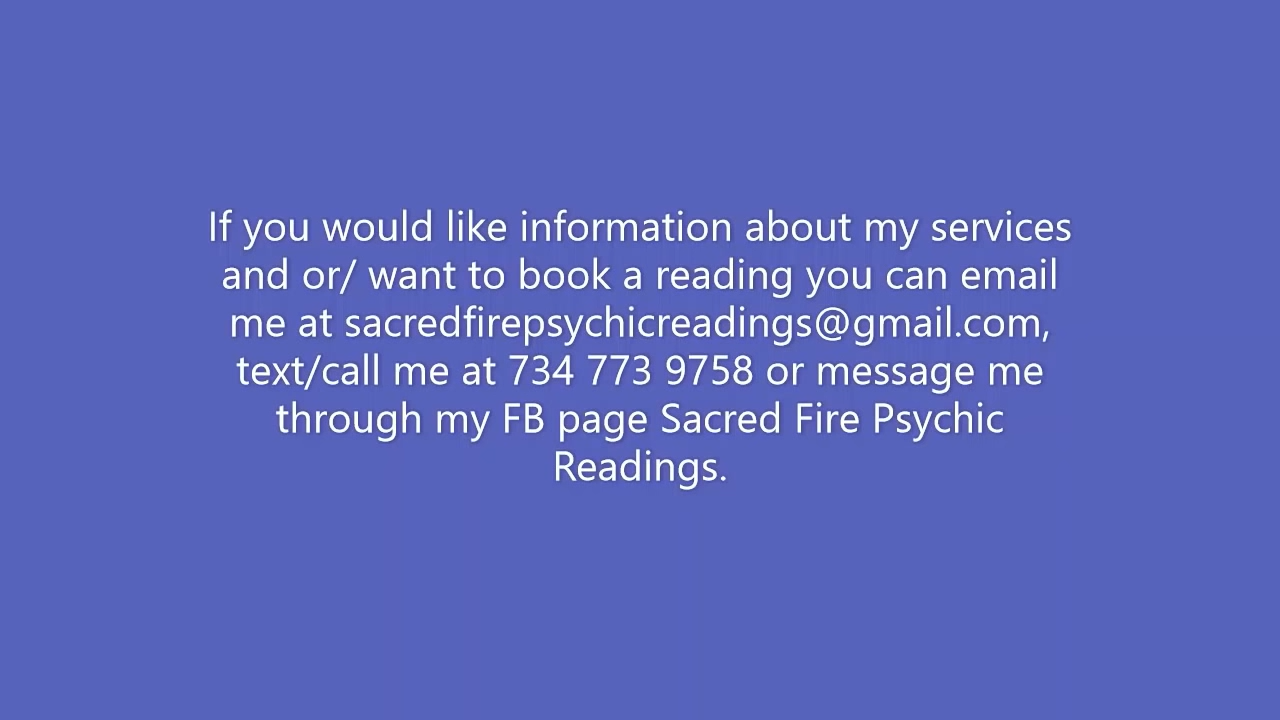 If you would like information about my services
and or/ want to book a reading you can email
me at sacredfirepsychicreadings@gmail.com,
text/call me at 734 773 9758 or message me
through my FB page Sacred Fire Psychic
Readings.